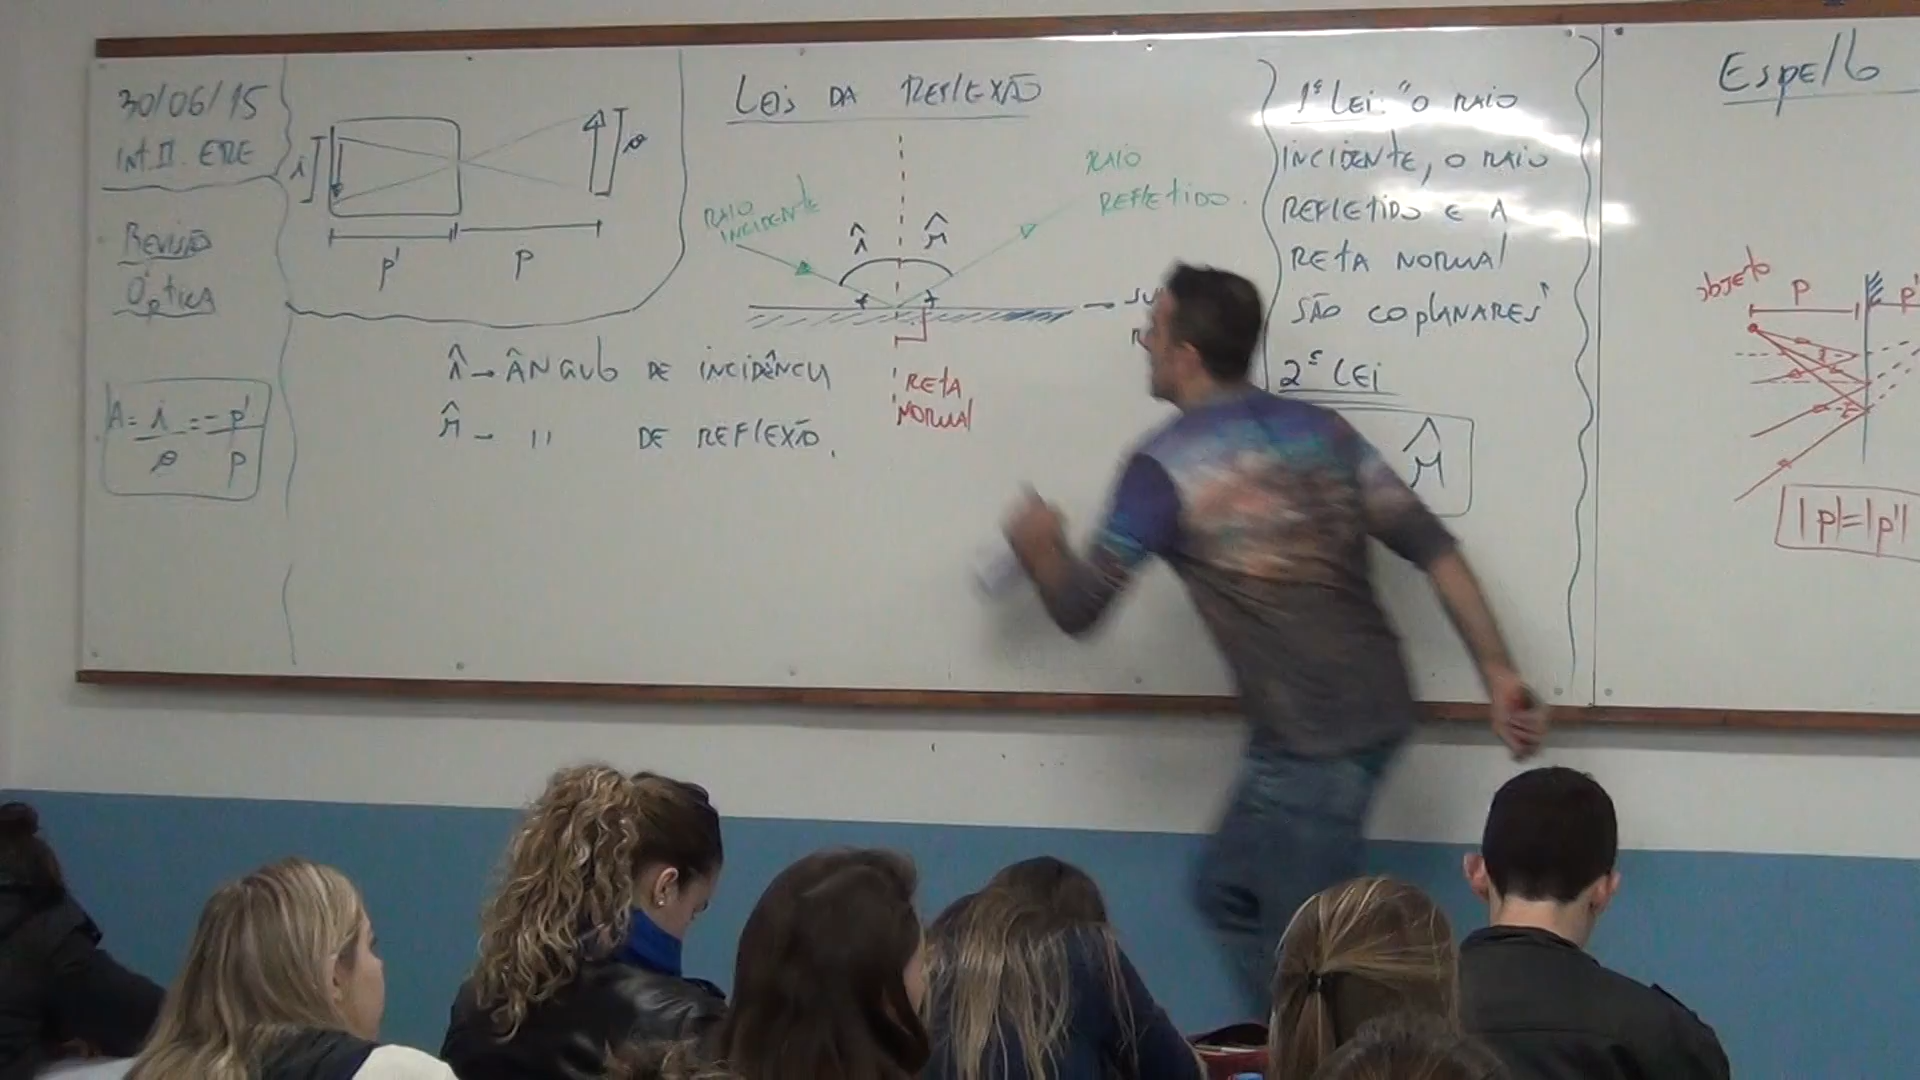 30/06/15
Int. II. ERE
REVISÃO
ÓPTICA
A = i = -p'
o p
i
o
p'
p
Leis DA REFLEXÃO
RAIO
INCIDENTE
î
r̂
RAIO
REFLETIDO.
RETA
NORMAL
î → ÂNGULO DE INCIDÊNCIA
r̂ - 11 DE REFLEXÃO.
1ª Lei: "O RAIO
INCIDENTE, O RAIO
REFLETIDO E A
RETA NORMAL
SÃO COPLANARES"
2ª LEI
r̂
Espelho
objeto
p
p'
|p|=|p'|